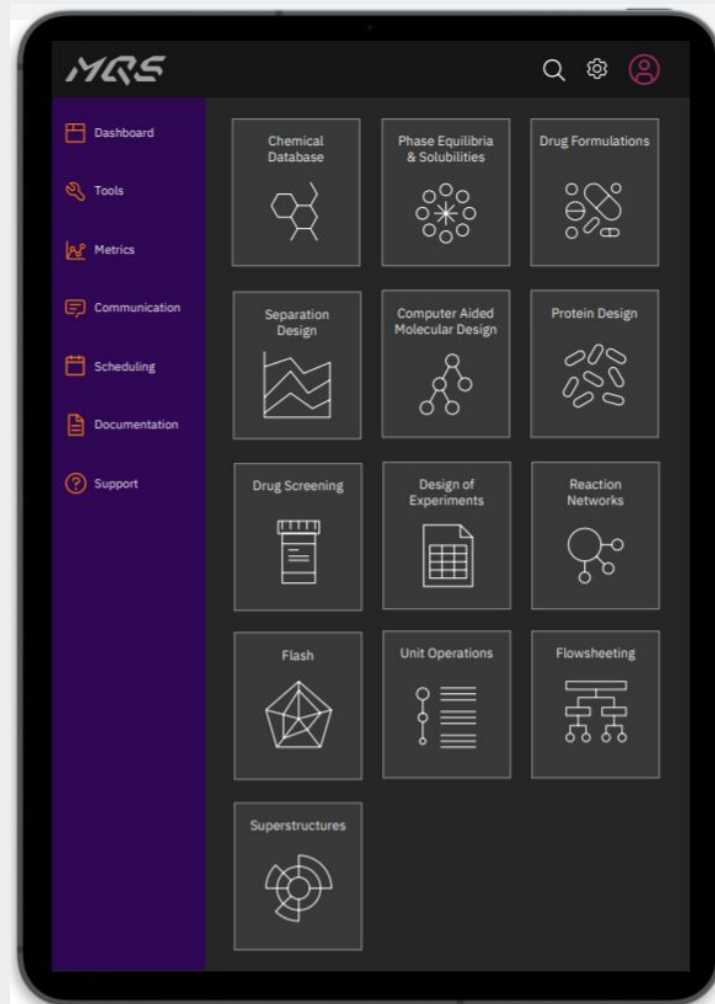 MQS
Dashboard
Tools
Metrics
Communication
Scheduling
Documentation
Support
Chemical
Database
Phase Equilibria
& Solubilities
Drug Formulations
Separation
Design
Computer Aided
Molecular Design
Protein Design
Drug Screening
Design of
Experiments
Reaction
Networks
Flash
Unit Operations
Flowsheeting
Superstructures